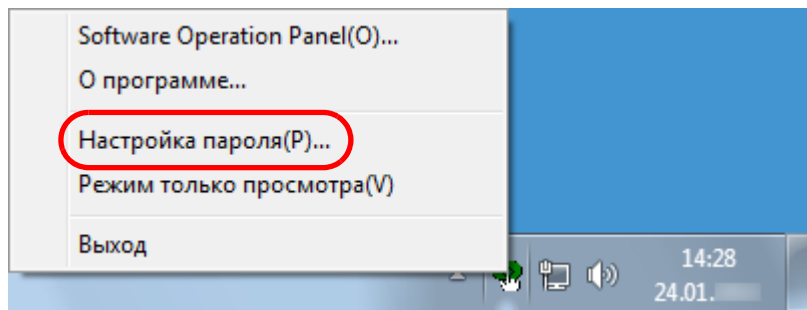 Software Operation Panel(O)...
О программе...
Настройка пароля(P)...
Режим только просмотра(V)
Выход
14:28
24.01.